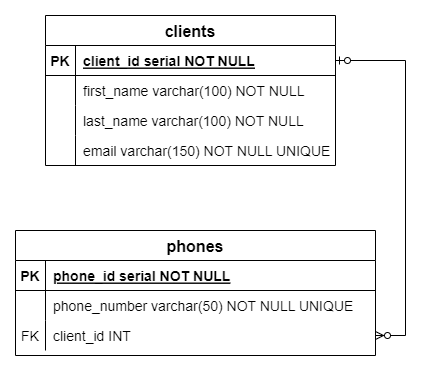 clients
PK client_id serial NOT NULL
first_name varchar(100) NOT NULL
last_name varchar(100) NOT NULL
email varchar(150) NOT NULL UNIQUE
phones
PK phone_id serial NOT NULL
phone_number varchar(50) NOT NULL UNIQUE
FK client_id INT